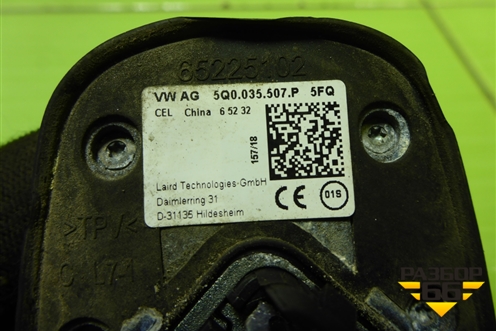 65225102
VW AG 5Q0.035.507.P 5FQ
CEL China 6 52 32
157/18
Laird Technologies-GmbH
Daimlerring 31
D-31135 Hildesheim
CE 01S
>TP/<
РАЗБОР
66